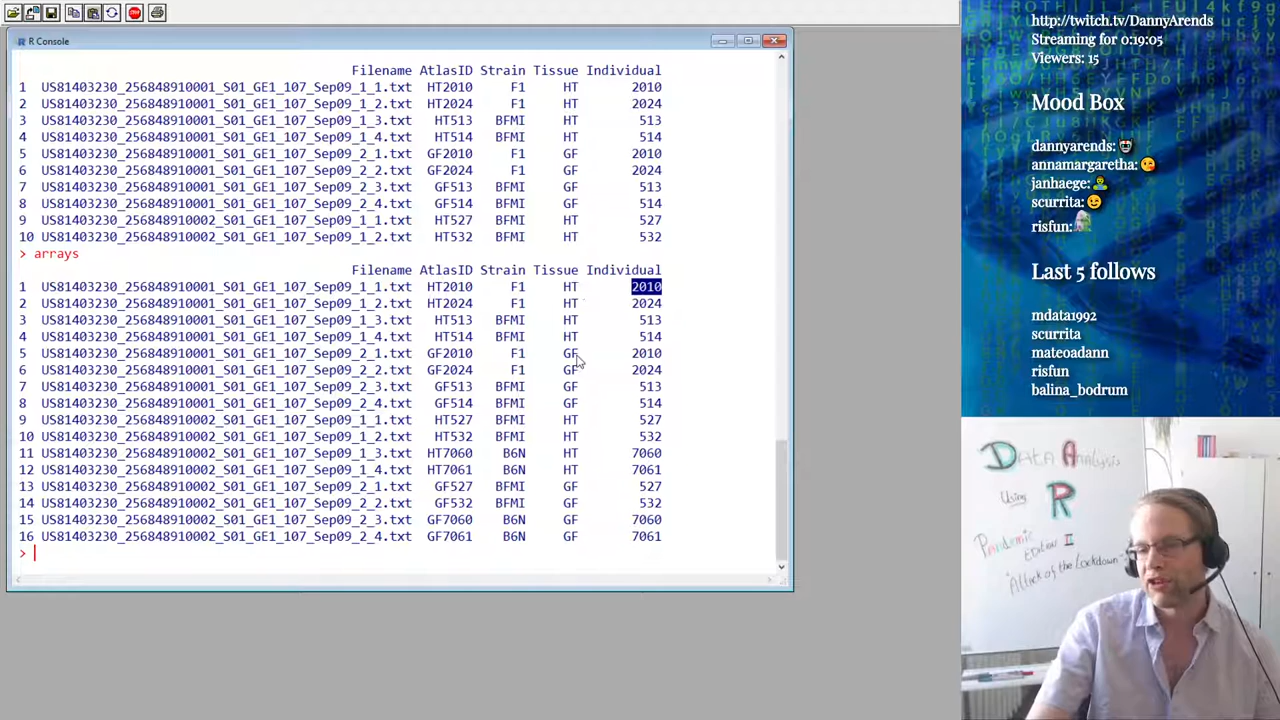 R Console
Filename AtlasID Strain Tissue Individual
1 US81403230_256848910001_S01_GE1_107_Sep09_1_1.txt HT2010 F1 HT 2010
2 US81403230_256848910001_S01_GE1_107_Sep09_1_2.txt HT2024 F1 HT 2024
3 US81403230_256848910001_S01_GE1_107_Sep09_1_3.txt HT513 BFMI HT 513
4 US81403230_256848910001_S01_GE1_107_Sep09_1_4.txt HT514 BFMI HT 514
5 US81403230_256848910001_S01_GE1_107_Sep09_2_1.txt GF2010 F1 GF 2010
6 US81403230_256848910001_S01_GE1_107_Sep09_2_2.txt GF2024 F1 GF 2024
7 US81403230_256848910001_S01_GE1_107_Sep09_2_3.txt GF513 BFMI GF 513
8 US81403230_256848910001_S01_GE1_107_Sep09_2_4.txt GF514 BFMI GF 514
9 US81403230_256848910002_S01_GE1_107_Sep09_1_1.txt HT527 BFMI HT 527
10 US81403230_256848910002_S01_GE1_107_Sep09_1_2.txt HT532 BFMI HT 532
> arrays
Filename AtlasID Strain Tissue Individual
1 US81403230_256848910001_S01_GE1_107_Sep09_1_1.txt HT2010 F1 HT 2010
2 US81403230_256848910001_S01_GE1_107_Sep09_1_2.txt HT2024 F1 HT 2024
3 US81403230_256848910001_S01_GE1_107_Sep09_1_3.txt HT513 BFMI HT 513
4 US81403230_256848910001_S01_GE1_107_Sep09_1_4.txt HT514 BFMI HT 514
5 US81403230_256848910001_S01_GE1_107_Sep09_2_1.txt GF2010 F1 GF 2010
6 US81403230_256848910001_S01_GE1_107_Sep09_2_2.txt GF2024 F1 GF 2024
7 US81403230_256848910001_S01_GE1_107_Sep09_2_3.txt GF513 BFMI GF 513
8 US81403230_256848910001_S01_GE1_107_Sep09_2_4.txt GF514 BFMI GF 514
9 US81403230_256848910002_S01_GE1_107_Sep09_1_1.txt HT527 BFMI HT 527
10 US81403230_256848910002_S01_GE1_107_Sep09_1_2.txt HT532 BFMI HT 532
11 US81403230_256848910002_S01_GE1_107_Sep09_1_3.txt HT7060 B6N HT 7060
12 US81403230_256848910002_S01_GE1_107_Sep09_1_4.txt HT7061 B6N HT 7061
13 US81403230_256848910002_S01_GE1_107_Sep09_2_1.txt GF527 BFMI GF 527
14 US81403230_256848910002_S01_GE1_107_Sep09_2_2.txt GF532 BFMI GF 532
15 US81403230_256848910002_S01_GE1_107_Sep09_2_3.txt GF7060 B6N GF 7060
16 US81403230_256848910002_S01_GE1_107_Sep09_2_4.txt GF7061 B6N GF 7061
>
http://twitch.tv/DannyArends
Streaming for 0:19:05
Viewers: 15
Mood Box
dannyarends:
annamargaretha:
janhaege:
scurrita:
risfun:
Last 5 follows
mdata1992
scurrita
mateoadann
risfun
balina_bodrum
DATA ANALYSIS
Using
R
Pandemic
Edition II
"Attack of the Lockdown"
STOP